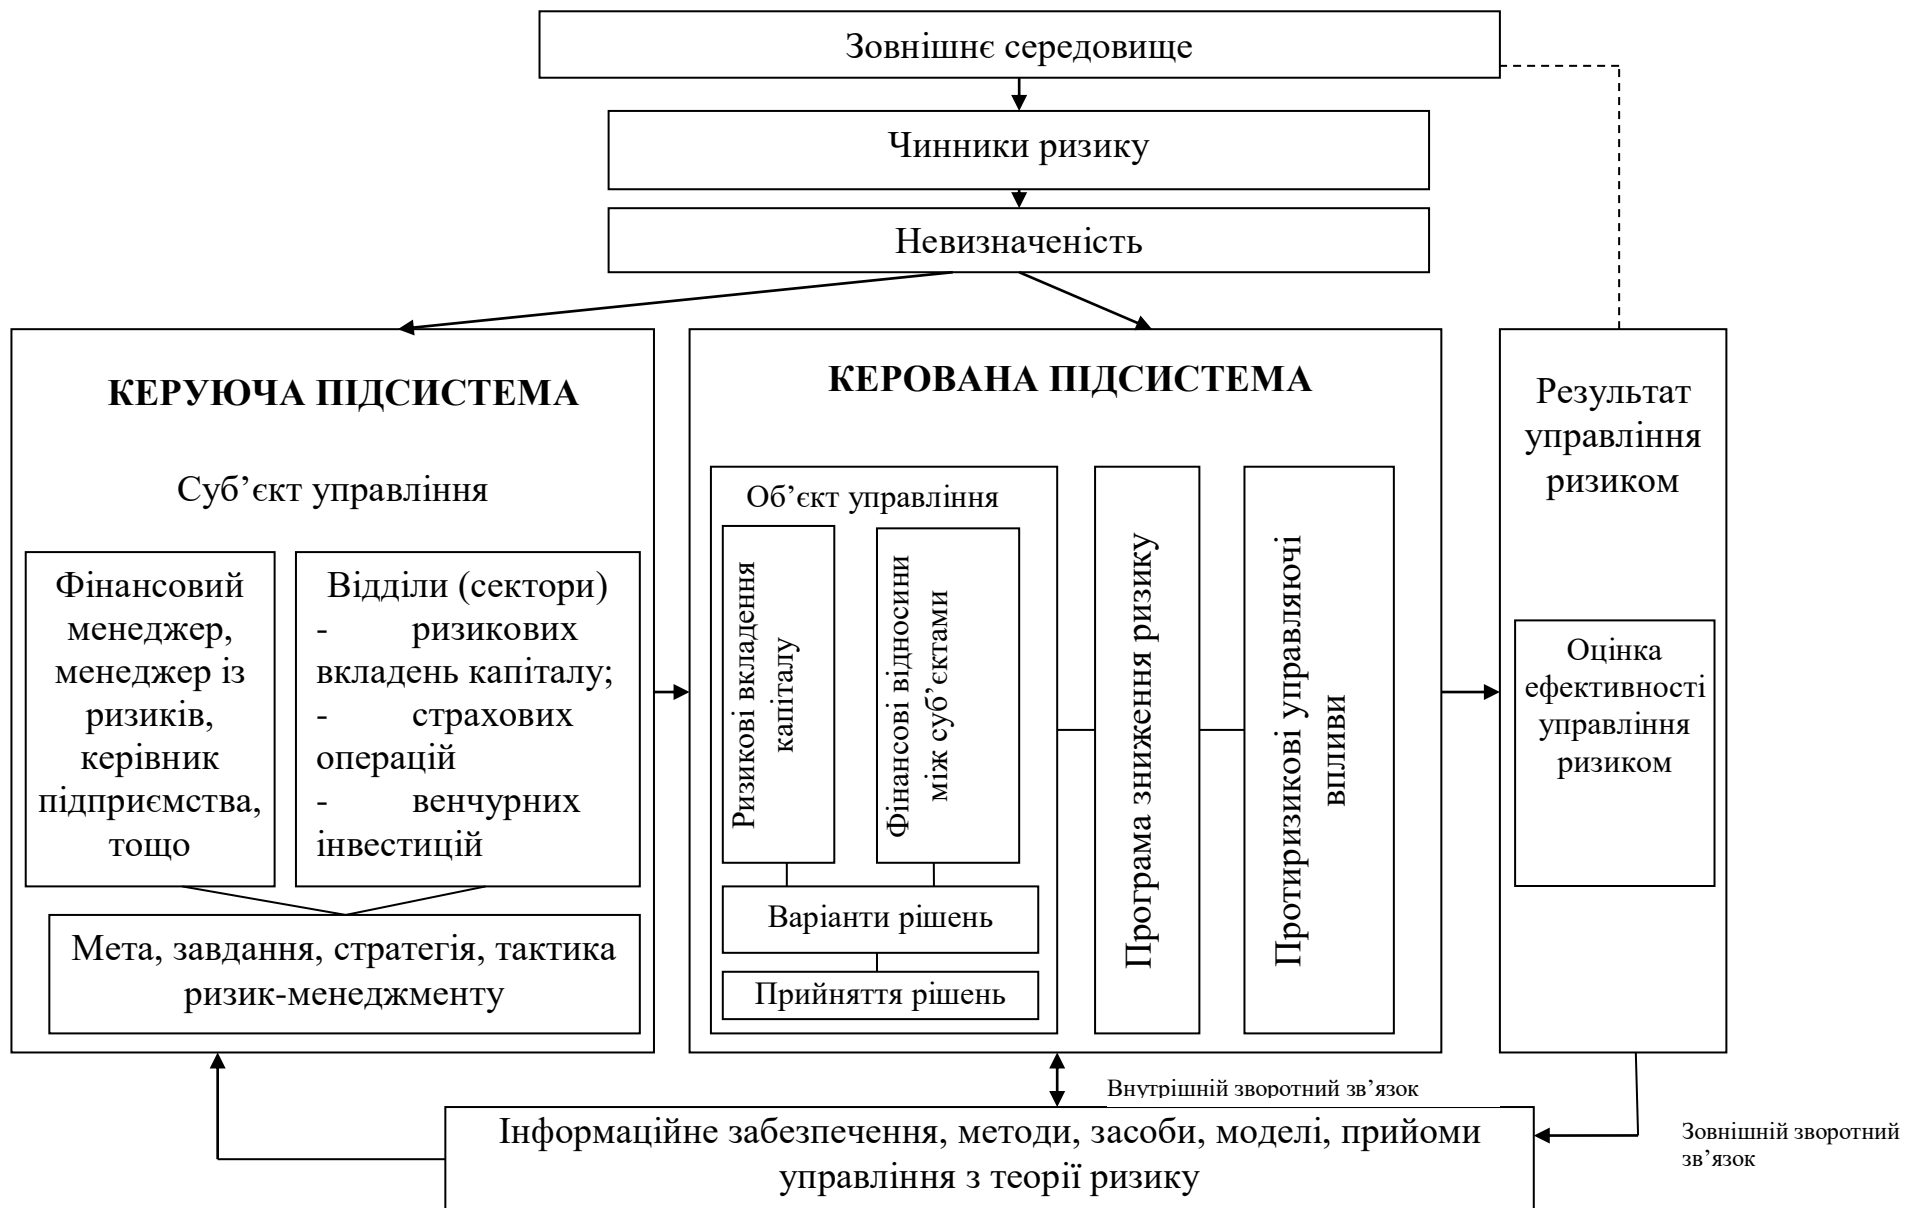 Зовнішнє середовище
Чинники ризику
Невизначеність
КЕРУЮЧА ПІДСИСТЕМА
Суб’єкт управління
Фінансовий
менеджер,
менеджер із
ризиків,
керівник
підприємства,
тощо
Відділи (сектори)
- ризикових
вкладень капіталу;
- страхових
операцій
- венчурних
інвестицій
Мета, завдання, стратегія, тактика
ризик-менеджменту
КЕРОВАНА ПІДСИСТЕМА
Об’єкт управління
Ризикові вкладення
капіталу
Фінансові відносини
між суб’єктами
Варіанти рішень
Прийняття рішень
Програма зниження ризику
Протиризикові управляючі
впливи
Результат
управління
ризиком
Оцінка
ефективності
управління
ризиком
Внутрішній зворотний зв’язок
Інформаційне забезпечення, методи, засоби, моделі, прийоми
управління з теорії ризику
Зовнішній зворотний
зв’язок